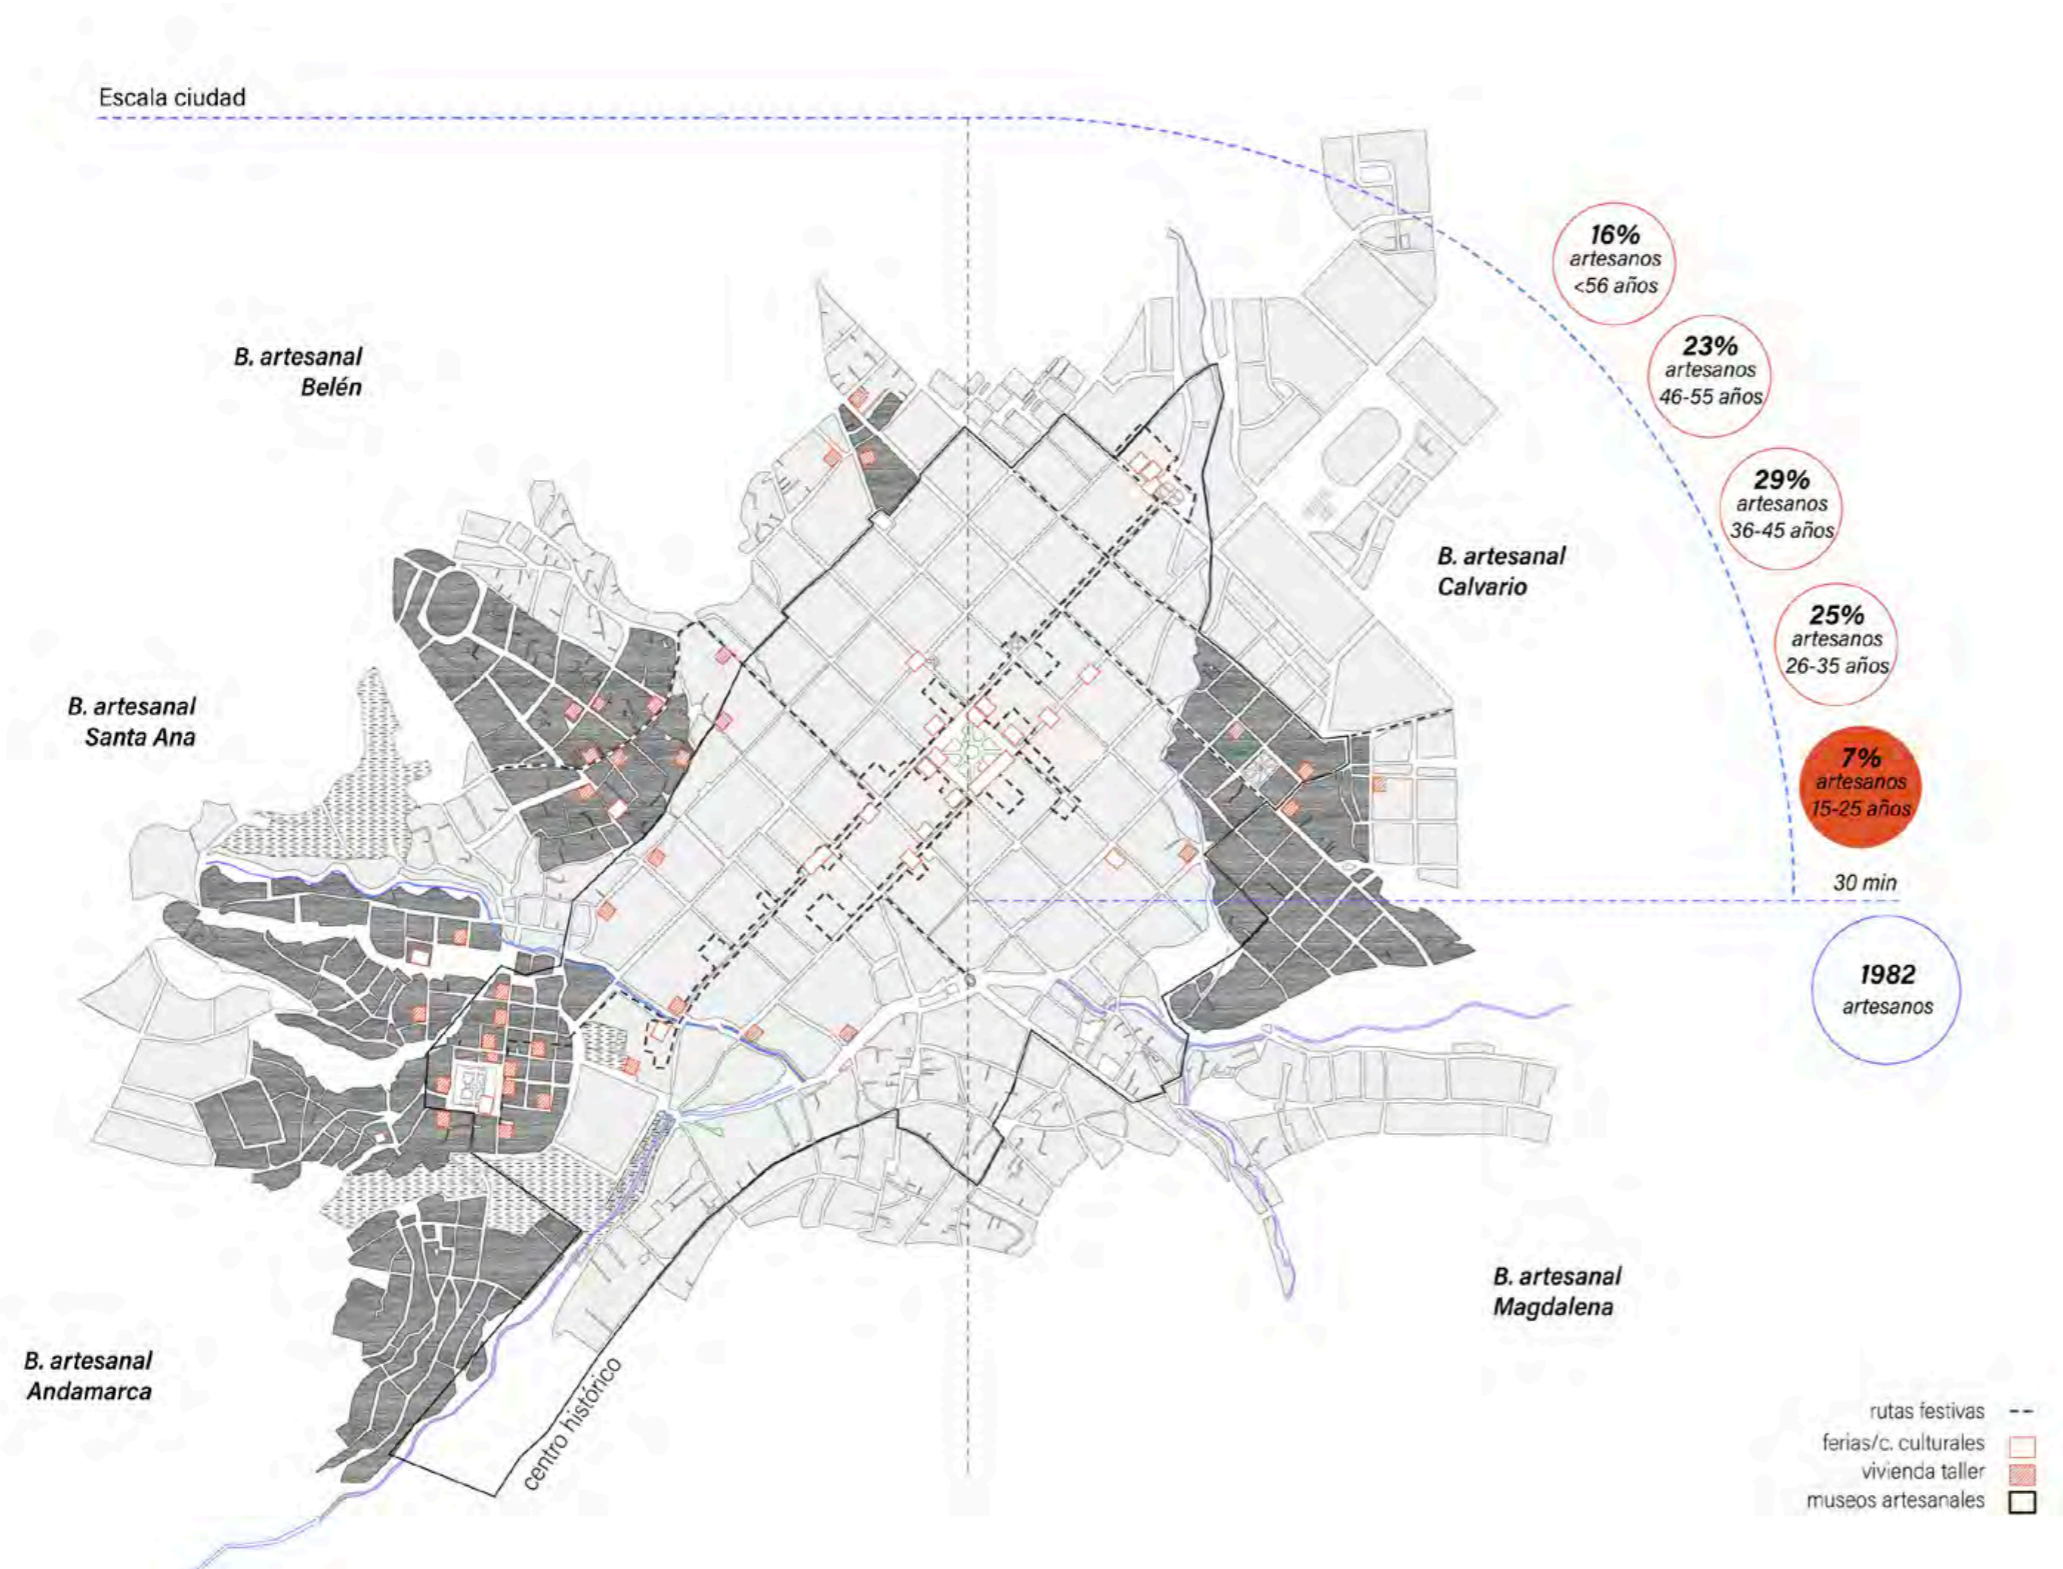 Escala ciudad
16%
artesanos
<56 años
23%
artesanos
46-55 años
B. artesanal
Belén
29%
artesanos
36-45 años
B. artesanal
Calvario
25%
artesanos
26-35 años
B. artesanal
Santa Ana
7%
artesanos
15-25 años
30 min
1982
artesanos
B. artesanal
Magdalena
B. artesanal
Andamarca
centro histórico
rutas festivas
ferias/c. culturales
vivienda taller
museos artesanales